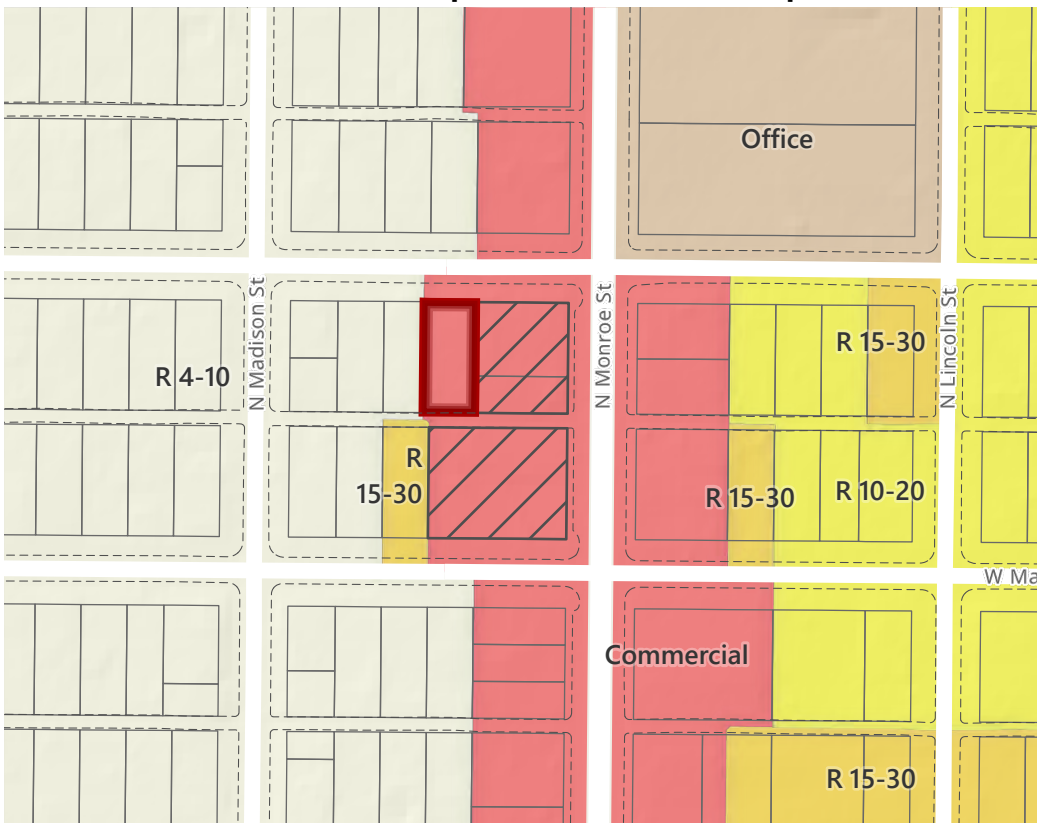 Office
N Madison St
N Monroe St
N Lincoln St
R 15-30
R 4-10
R
15-30
R 15-30
R 10-20
W Ma
Commercial
R 15-30